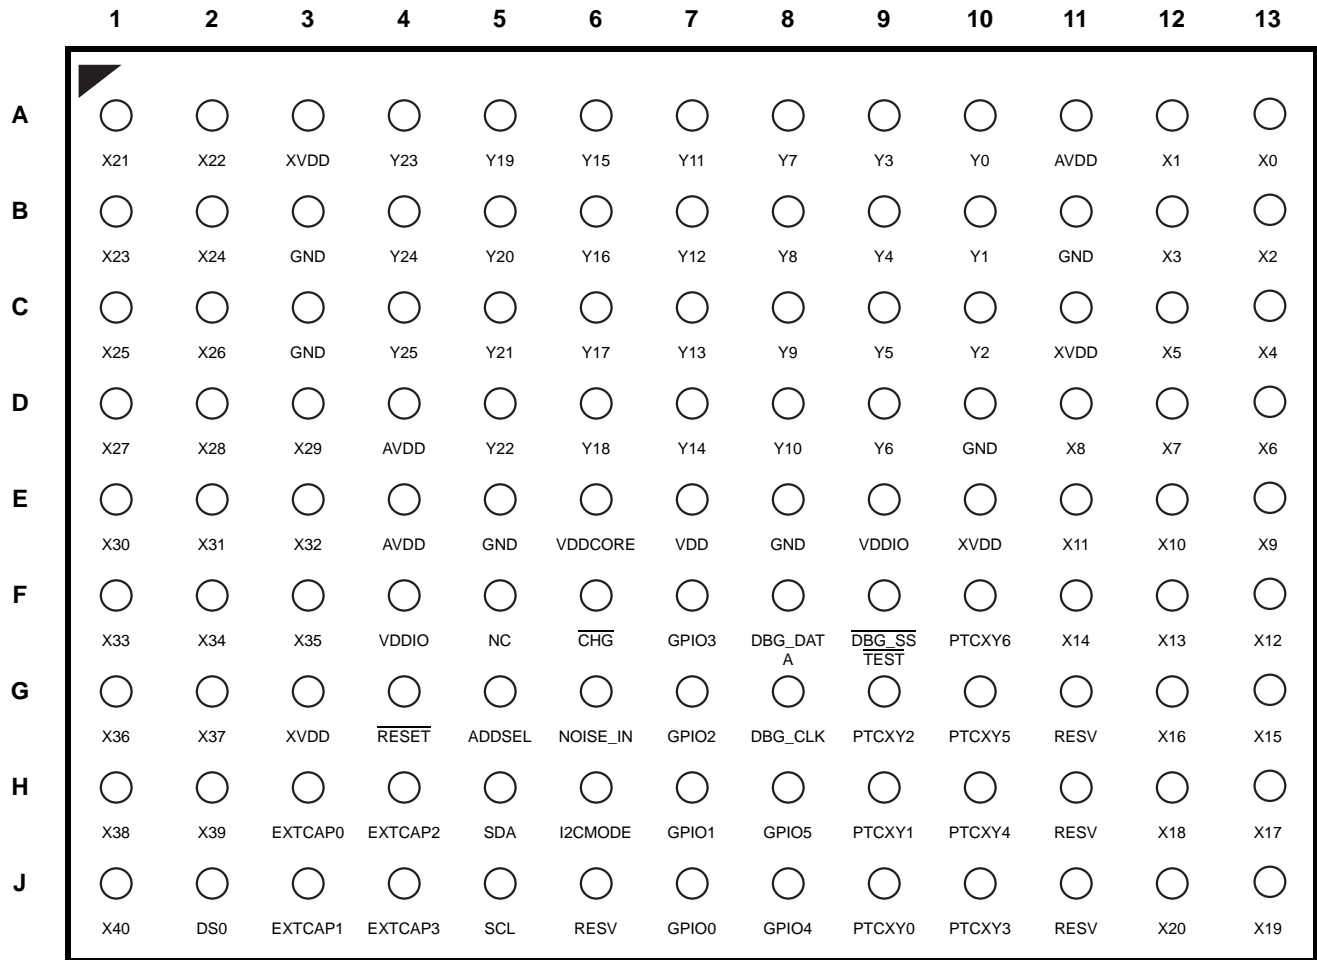 1 2 3 4 5 6 7 8 9 10 11 12 13
A
X21 X22 XVDD Y23 Y19 Y15 Y11 Y7 Y3 Y0 AVDD X1 X0
B
X23 X24 GND Y24 Y20 Y16 Y12 Y8 Y4 Y1 GND X3 X2
C
X25 X26 GND Y25 Y21 Y17 Y13 Y9 Y5 Y2 XVDD X5 X4
D
X27 X28 X29 AVDD Y22 Y18 Y14 Y10 Y6 GND X8 X7 X6
E
X30 X31 X32 AVDD GND VDDCORE VDD GND VDDIO XVDD X11 X10 X9
F
X33 X34 X35 VDDIO NC CHG GPIO3 DBG_DAT DBG_SS PTCXY6 X14 X13 X12
A TEST
G
X36 X37 XVDD RESET ADDSEL NOISE_IN GPIO2 DBG_CLK PTCXY2 PTCXY5 RESV X16 X15
H
X38 X39 EXTCAP0 EXTCAP2 SDA I2CMODE GPIO1 GPIO5 PTCXY1 PTCXY4 RESV X18 X17
J
X40 DS0 EXTCAP1 EXTCAP3 SCL RESV GPIO0 GPIO4 PTCXY0 PTCXY3 RESV X20 X19